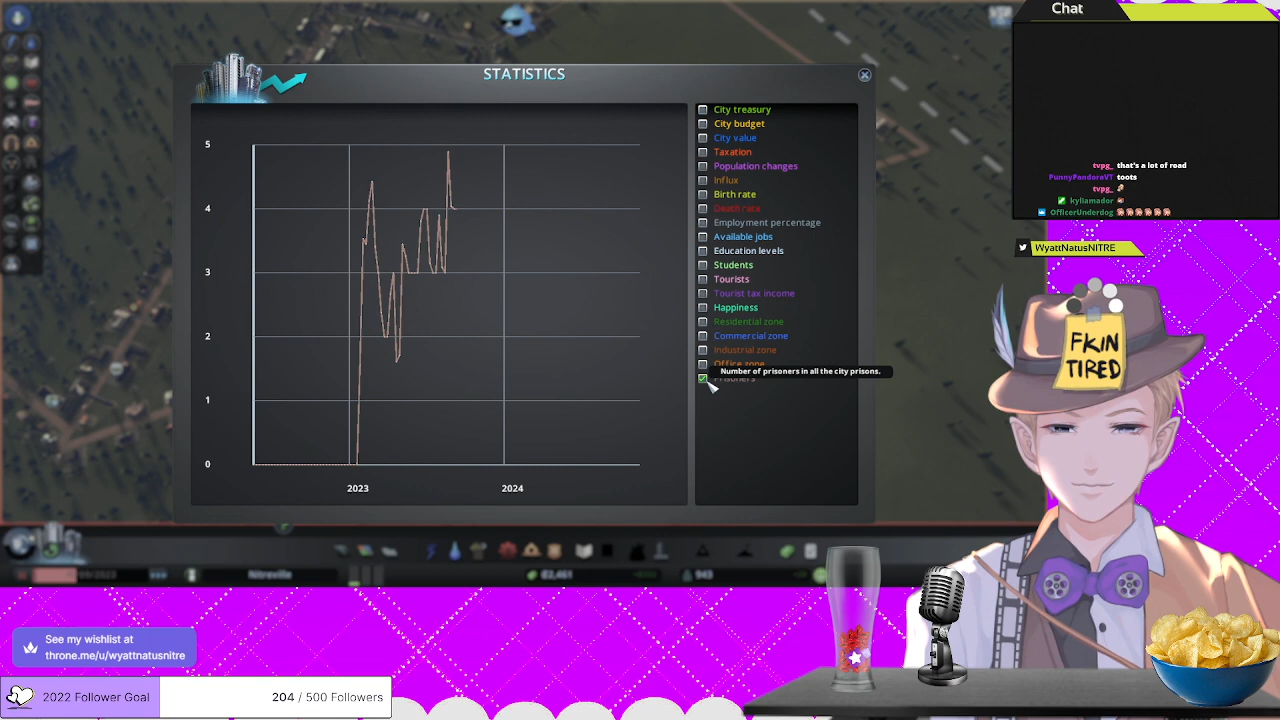 STATISTICS
5
4
3
2
1
0
2023
2024
City treasury
City budget
City value
Taxation
Population changes
Influx
Birth rate
Death rate
Employment percentage
Available jobs
Education levels
Students
Tourists
Tourist tax income
Happiness
Residential zone
Commercial zone
Industrial zone
Office zone
Number of prisoners in all the city prisons.
Prisoners
Nitreville
943
Chat
tvpg_ that's a lot of road
PunnyPandoraVT toots
tvpg_
kyliamador
OfficerUnderdog
WyattNatusNITRE
FKIN
TIRED
See my wishlist at
throne.me/u/wyattnatusnitre
2022 Follower Goal 204 / 500 Followers